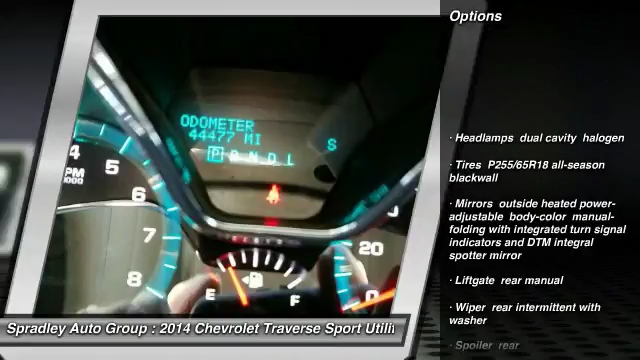 Options
ODOMETER
44477 MI
S
P R N D L
4
5
6
7
8
PM
000
20
0
E
F
· Headlamps dual cavity halogen
· Tires P255/65R18 all-season
blackwall
· Mirrors outside heated power-
adjustable body-color manual-
folding with integrated turn signal
indicators and DTM integral
spotter mirror
· Liftgate rear manual
· Wiper rear intermittent with
washer
· Spoiler rear
Spradley Auto Group : 2014 Chevrolet Traverse Sport Utili